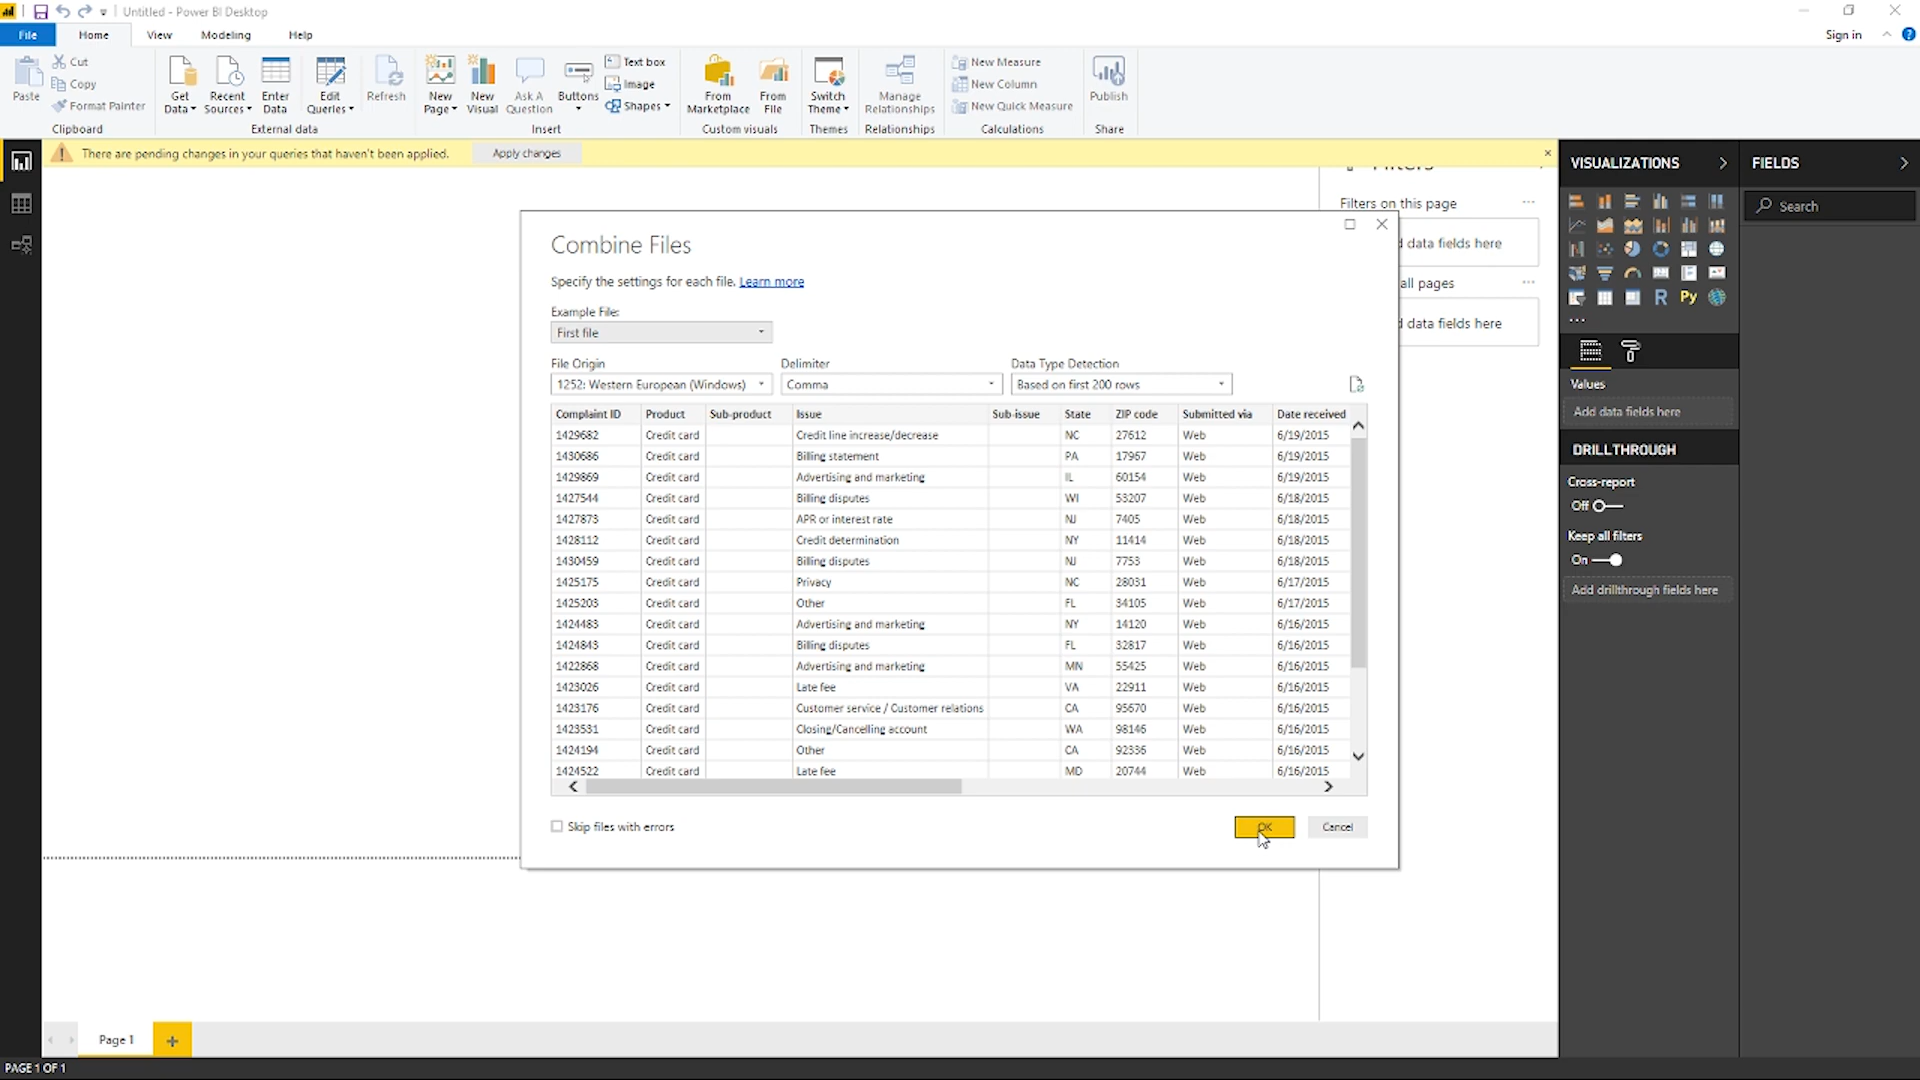 Untitled - Power BI Desktop
File Home View Modeling Help Sign in
Paste
Cut
Copy
Format Painter
Get Data
Recent Sources
Enter Data
Edit Queries
Refresh
New Page
New Visual
Ask A Question
Buttons
Text box
Image
Shapes
From Marketplace
From File
Switch Theme
Manage Relationships
New Measure
New Column
New Quick Measure
Publish
Clipboard External data Insert Custom visuals Themes Relationships Calculations Share
There are pending changes in your queries that haven't been applied. Apply changes
Filters on this page
d data fields here
all pages
d data fields here
Combine Files
Specify the settings for each file. Learn more
Example File:
First file
File Origin Delimiter Data Type Detection
1252: Western European (Windows) Comma Based on first 200 rows
Complaint ID Product Sub-product Issue Sub-issue State ZIP code Submitted via Date received
1429682 Credit card Credit line increase/decrease NC 27612 Web 6/19/2015
1430686 Credit card Billing statement PA 17967 Web 6/19/2015
1429869 Credit card Advertising and marketing IL 60154 Web 6/19/2015
1427544 Credit card Billing disputes WI 53207 Web 6/18/2015
1427873 Credit card APR or interest rate NJ 7405 Web 6/18/2015
1428112 Credit card Credit determination NY 11414 Web 6/18/2015
1430459 Credit card Billing disputes NJ 7753 Web 6/18/2015
1425175 Credit card Privacy NC 28031 Web 6/17/2015
1425203 Credit card Other FL 34105 Web 6/17/2015
1424483 Credit card Advertising and marketing NY 14120 Web 6/16/2015
1424843 Credit card Billing disputes FL 32817 Web 6/16/2015
1422868 Credit card Advertising and marketing MN 55425 Web 6/16/2015
1423026 Credit card Late fee VA 22911 Web 6/16/2015
1423176 Credit card Customer service / Customer relations CA 95670 Web 6/16/2015
1423531 Credit card Closing/Cancelling account WA 98146 Web 6/16/2015
1424194 Credit card Other CA 92336 Web 6/16/2015
1424522 Credit card Late fee MD 20744 Web 6/16/2015
Skip files with errors
OK Cancel
VISUALIZATIONS
R Py
Values
Add data fields here
DRILLTHROUGH
Cross-report
Off
Keep all filters
On
Add drillthrough fields here
FIELDS
Search
Page 1
PAGE 1 OF 1